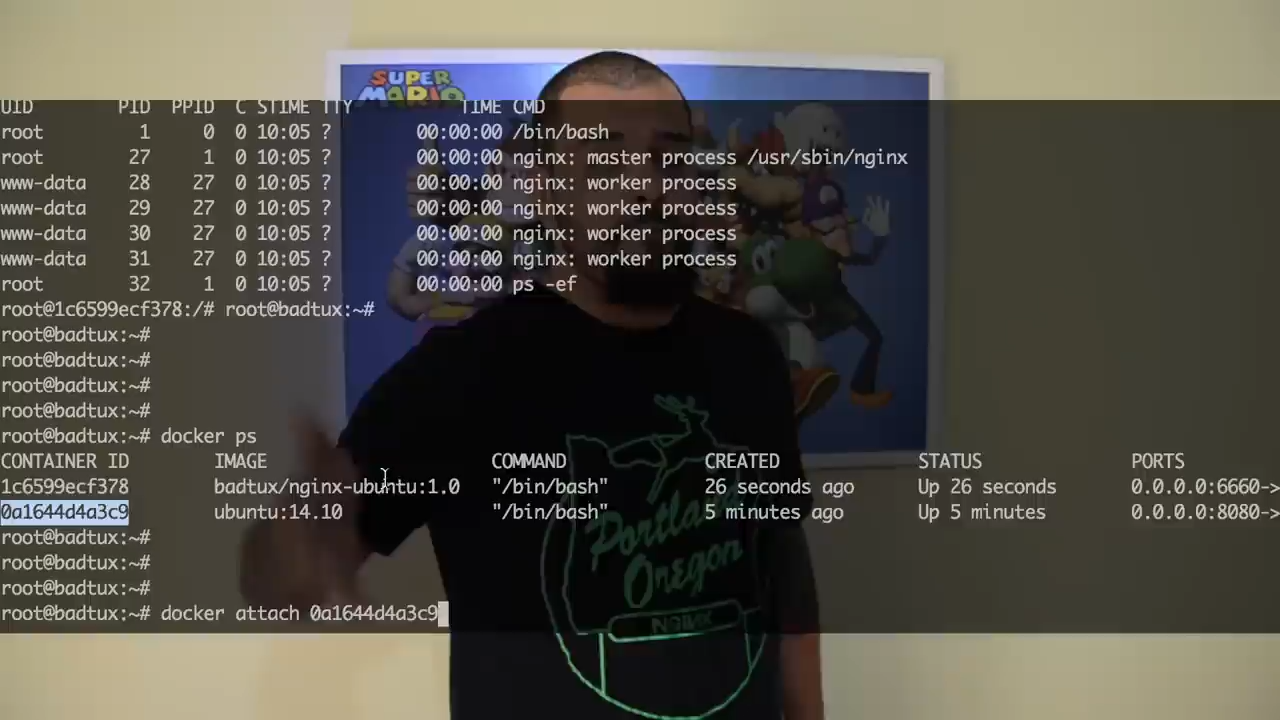 SUPER
MARIO
UID PID PPID C STIME TTY TIME CMD
root 1 0 0 10:05 ? 00:00:00 /bin/bash
root 27 1 0 10:05 ? 00:00:00 nginx: master process /usr/sbin/nginx
www-data 28 27 0 10:05 ? 00:00:00 nginx: worker process
www-data 29 27 0 10:05 ? 00:00:00 nginx: worker process
www-data 30 27 0 10:05 ? 00:00:00 nginx: worker process
www-data 31 27 0 10:05 ? 00:00:00 nginx: worker process
root 32 1 0 10:05 ? 00:00:00 ps -ef
root@1c6599ecf378:/# root@badtux:~#
root@badtux:~#
root@badtux:~#
root@badtux:~#
root@badtux:~#
root@badtux:~# docker ps
CONTAINER ID IMAGE COMMAND CREATED STATUS PORTS
1c6599ecf378 badtux/nginx-ubuntu:1.0 "/bin/bash" 26 seconds ago Up 26 seconds 0.0.0.0:6660->
0a1644d4a3c9 ubuntu:14.10 "/bin/bash" 5 minutes ago Up 5 minutes 0.0.0.0:8080->
root@badtux:~#
root@badtux:~#
root@badtux:~#
root@badtux:~# docker attach 0a1644d4a3c9
Portland
Oregon
NGINX